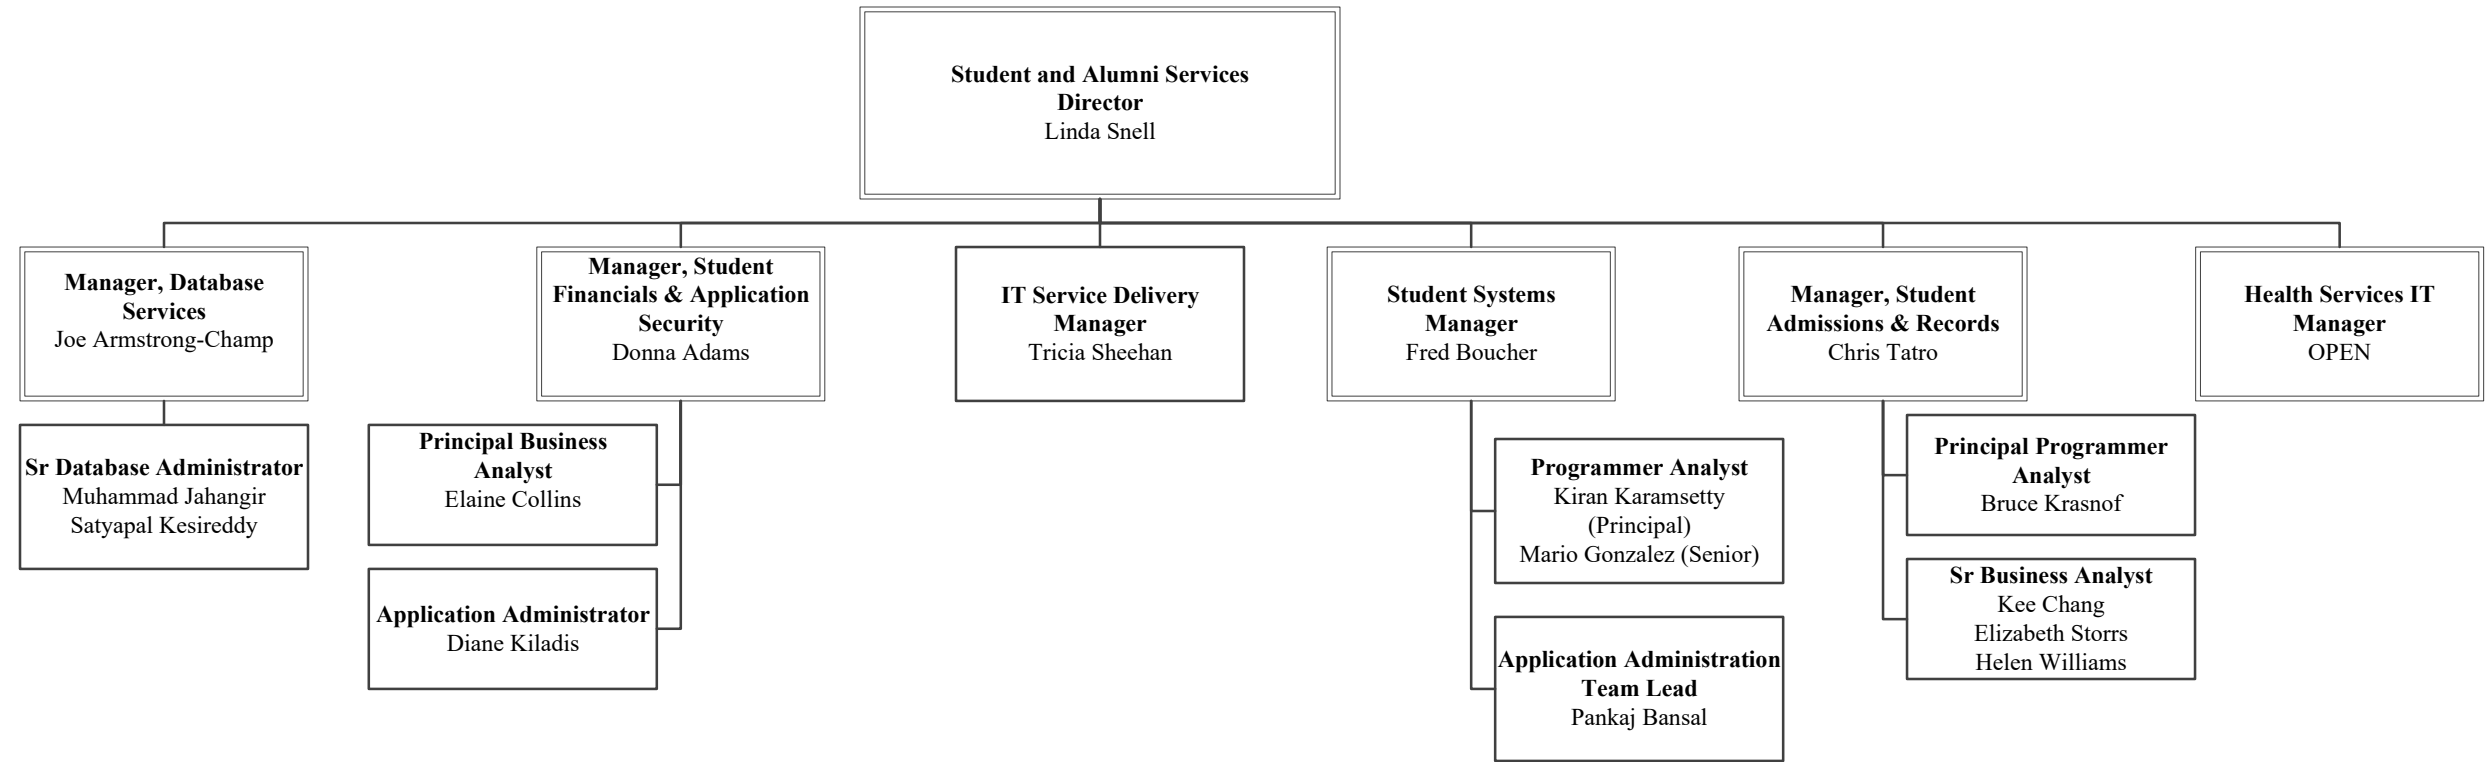 Student and Alumni Services
Director
Linda Snell
Manager, Database
Services
Joe Armstrong-Champ
Manager, Student
Financials & Application
Security
Donna Adams
IT Service Delivery
Manager
Tricia Sheehan
Student Systems
Manager
Fred Boucher
Manager, Student
Admissions & Records
Chris Tatro
Health Services IT
Manager
OPEN
Sr Database Administrator
Muhammad Jahangir
Satyapal Kesireddy
Principal Business
Analyst
Elaine Collins
Application Administrator
Diane Kiladis
Programmer Analyst
Kiran Karamsetty
(Principal)
Mario Gonzalez (Senior)
Application Administration
Team Lead
Pankaj Bansal
Principal Programmer
Analyst
Bruce Krasnof
Sr Business Analyst
Kee Chang
Elizabeth Storrs
Helen Williams